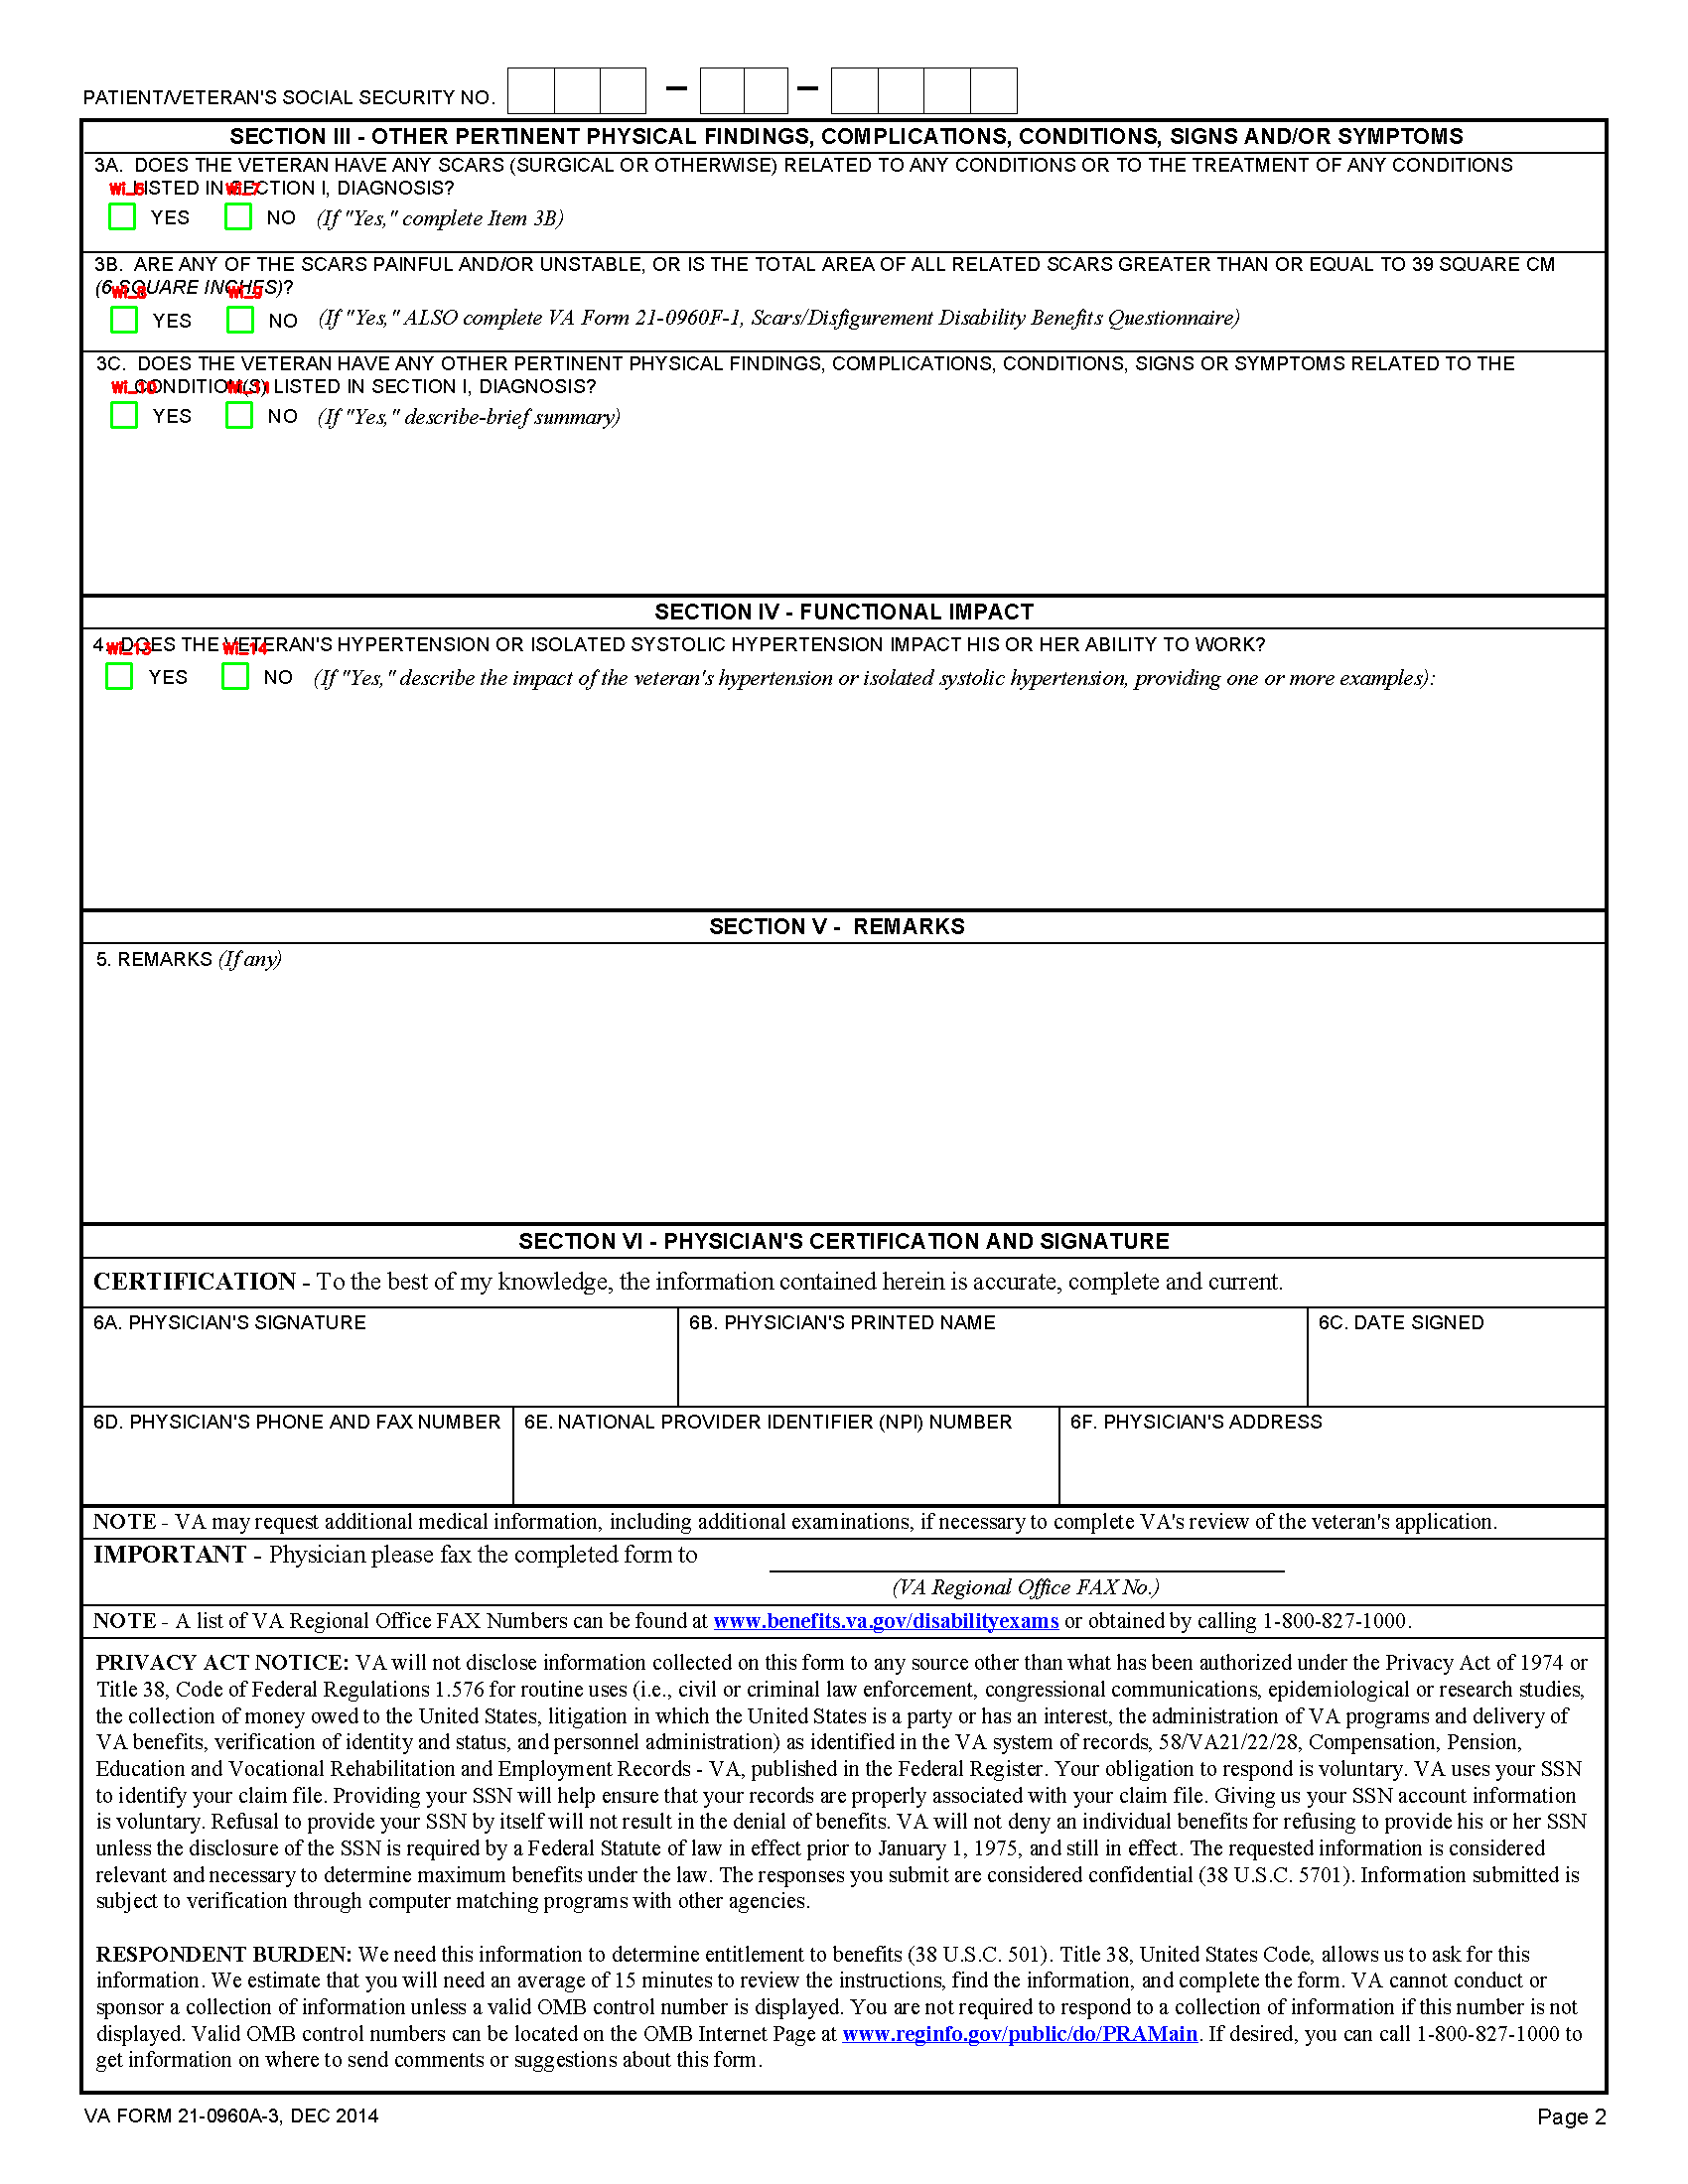 PATIENT/VETERAN'S SOCIAL SECURITY NO.
SECTION III - OTHER PERTINENT PHYSICAL FINDINGS, COMPLICATIONS, CONDITIONS, SIGNS AND/OR SYMPTOMS
3A. DOES THE VETERAN HAVE ANY SCARS (SURGICAL OR OTHERWISE) RELATED TO ANY CONDITIONS OR TO THE TREATMENT OF ANY CONDITIONS
LISTED IN SECTION I, DIAGNOSIS?
Wi_6 Wi_7
YES NO (If "Yes," complete Item 3B)
3B. ARE ANY OF THE SCARS PAINFUL AND/OR UNSTABLE, OR IS THE TOTAL AREA OF ALL RELATED SCARS GREATER THAN OR EQUAL TO 39 SQUARE CM
(6 SQUARE INCHES)?
Wi_8 Wi_9
YES NO (If "Yes," ALSO complete VA Form 21-0960F-1, Scars/Disfigurement Disability Benefits Questionnaire)
3C. DOES THE VETERAN HAVE ANY OTHER PERTINENT PHYSICAL FINDINGS, COMPLICATIONS, CONDITIONS, SIGNS OR SYMPTOMS RELATED TO THE
CONDITION(S) LISTED IN SECTION I, DIAGNOSIS?
Wi_10 Wi_11
YES NO (If "Yes," describe-brief summary)
SECTION IV - FUNCTIONAL IMPACT
4. DOES THE VETERAN'S HYPERTENSION OR ISOLATED SYSTOLIC HYPERTENSION IMPACT HIS OR HER ABILITY TO WORK?
Wi_13 Wi_14
YES NO (If "Yes," describe the impact of the veteran's hypertension or isolated systolic hypertension, providing one or more examples):
SECTION V - REMARKS
5. REMARKS (If any)
SECTION VI - PHYSICIAN'S CERTIFICATION AND SIGNATURE
CERTIFICATION - To the best of my knowledge, the information contained herein is accurate, complete and current.
6A. PHYSICIAN'S SIGNATURE 6B. PHYSICIAN'S PRINTED NAME 6C. DATE SIGNED
6D. PHYSICIAN'S PHONE AND FAX NUMBER 6E. NATIONAL PROVIDER IDENTIFIER (NPI) NUMBER 6F. PHYSICIAN'S ADDRESS
NOTE - VA may request additional medical information, including additional examinations, if necessary to complete VA's review of the veteran's application.
IMPORTANT - Physician please fax the completed form to
(VA Regional Office FAX No.)
NOTE - A list of VA Regional Office FAX Numbers can be found at www.benefits.va.gov/disabilityexams or obtained by calling 1-800-827-1000.
PRIVACY ACT NOTICE: VA will not disclose information collected on this form to any source other than what has been authorized under the Privacy Act of 1974 or
Title 38, Code of Federal Regulations 1.576 for routine uses (i.e., civil or criminal law enforcement, congressional communications, epidemiological or research studies,
the collection of money owed to the United States, litigation in which the United States is a party or has an interest, the administration of VA programs and delivery of
VA benefits, verification of identity and status, and personnel administration) as identified in the VA system of records, 58/VA21/22/28, Compensation, Pension,
Education and Vocational Rehabilitation and Employment Records - VA, published in the Federal Register. Your obligation to respond is voluntary. VA uses your SSN
to identify your claim file. Providing your SSN will help ensure that your records are properly associated with your claim file. Giving us your SSN account information
is voluntary. Refusal to provide your SSN by itself will not result in the denial of benefits. VA will not deny an individual benefits for refusing to provide his or her SSN
unless the disclosure of the SSN is required by a Federal Statute of law in effect prior to January 1, 1975, and still in effect. The requested information is considered
relevant and necessary to determine maximum benefits under the law. The responses you submit are considered confidential (38 U.S.C. 5701). Information submitted is
subject to verification through computer matching programs with other agencies.
RESPONDENT BURDEN: We need this information to determine entitlement to benefits (38 U.S.C. 501). Title 38, United States Code, allows us to ask for this
information. We estimate that you will need an average of 15 minutes to review the instructions, find the information, and complete the form. VA cannot conduct or
sponsor a collection of information unless a valid OMB control number is displayed. You are not required to respond to a collection of information if this number is not
displayed. Valid OMB control numbers can be located on the OMB Internet Page at www.reginfo.gov/public/do/PRAMain. If desired, you can call 1-800-827-1000 to
get information on where to send comments or suggestions about this form.
VA FORM 21-0960A-3, DEC 2014 Page 2